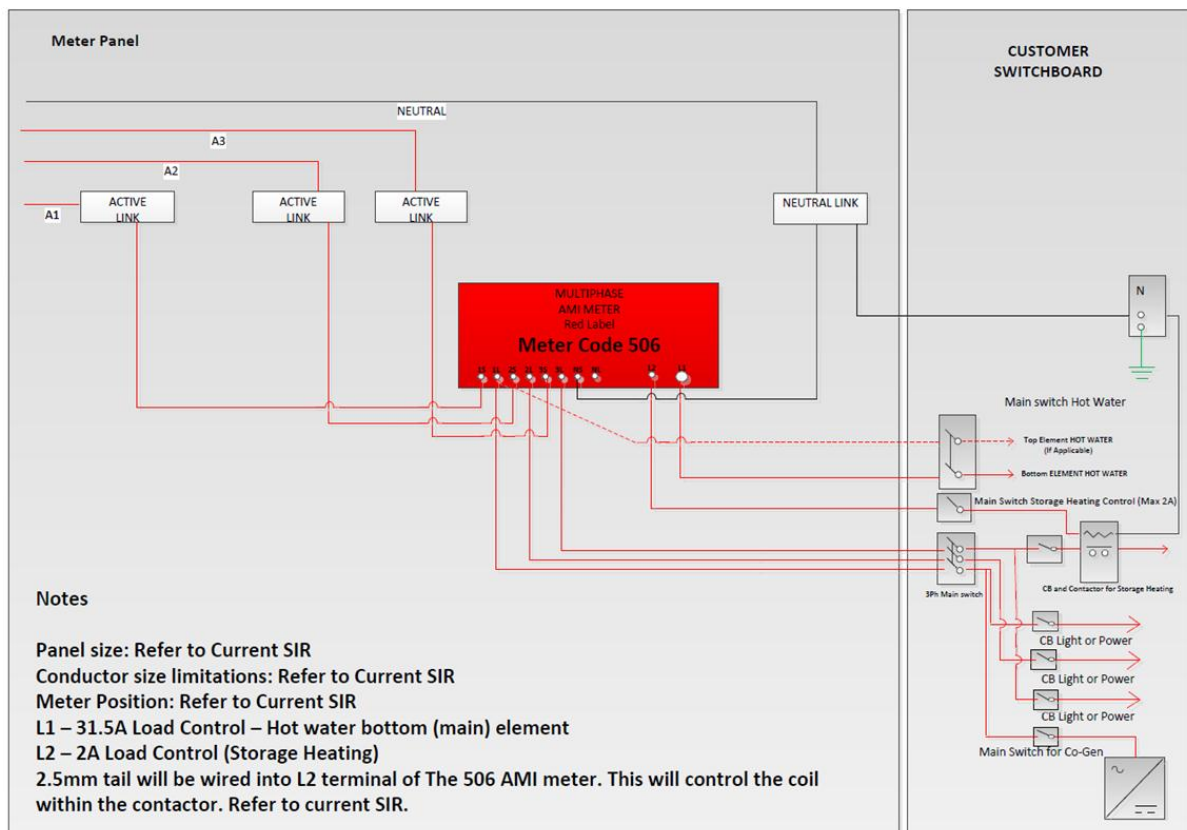 Meter Panel
CUSTOMER
SWITCHBOARD
NEUTRAL
A3
A2
A1
ACTIVE
LINK
ACTIVE
LINK
ACTIVE
LINK
NEUTRAL LINK
MULTIPHASE
AMI METER
Red Label
Meter Code 506
N
Main switch Hot Water
Top Element HOT WATER
(If Applicable)
Bottom ELEMENT HOT WATER
Main Switch Storage Heating Control (Max 2A)
3Ph Main switch
CB and Contactor for Storage Heating
CB Light or Power
CB Light or Power
CB Light or Power
Main Switch for Co-Gen
Notes
Panel size: Refer to Current SIR
Conductor size limitations: Refer to Current SIR
Meter Position: Refer to Current SIR
L1 – 31.5A Load Control – Hot water bottom (main) element
L2 – 2A Load Control (Storage Heating)
2.5mm tail will be wired into L2 terminal of The 506 AMI meter. This will control the coil
within the contactor. Refer to current SIR.